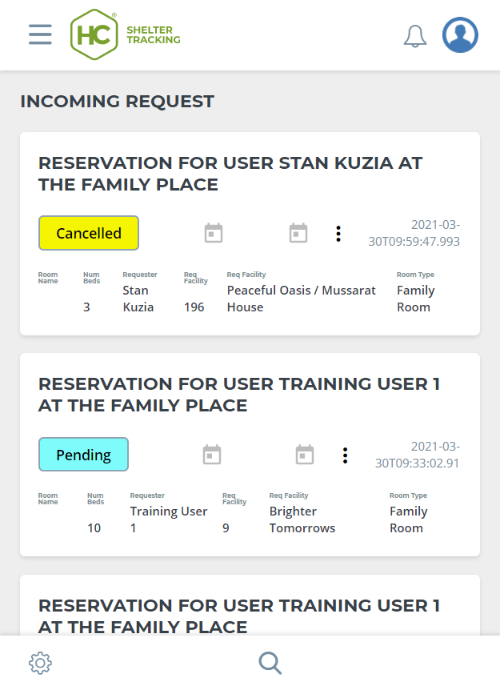 HC®
SHELTER
TRACKING
INCOMING REQUEST
RESERVATION FOR USER STAN KUZIA AT
THE FAMILY PLACE
Cancelled
2021-03-
30T09:59:47.993
Room Name
Num Beds
Requester
Req Facility
Req Facility
Room Type
3
Stan
Kuzia
196
Peaceful Oasis / Mussarat
House
Family
Room
RESERVATION FOR USER TRAINING USER 1
AT THE FAMILY PLACE
Pending
2021-03-
30T09:33:02.91
Room Name
Num Beds
Requester
Req Facility
Req Facility
Room Type
10
Training User
1
9
Brighter
Tomorrows
Family
Room
RESERVATION FOR USER TRAINING USER 1
AT THE FAMILY PLACE